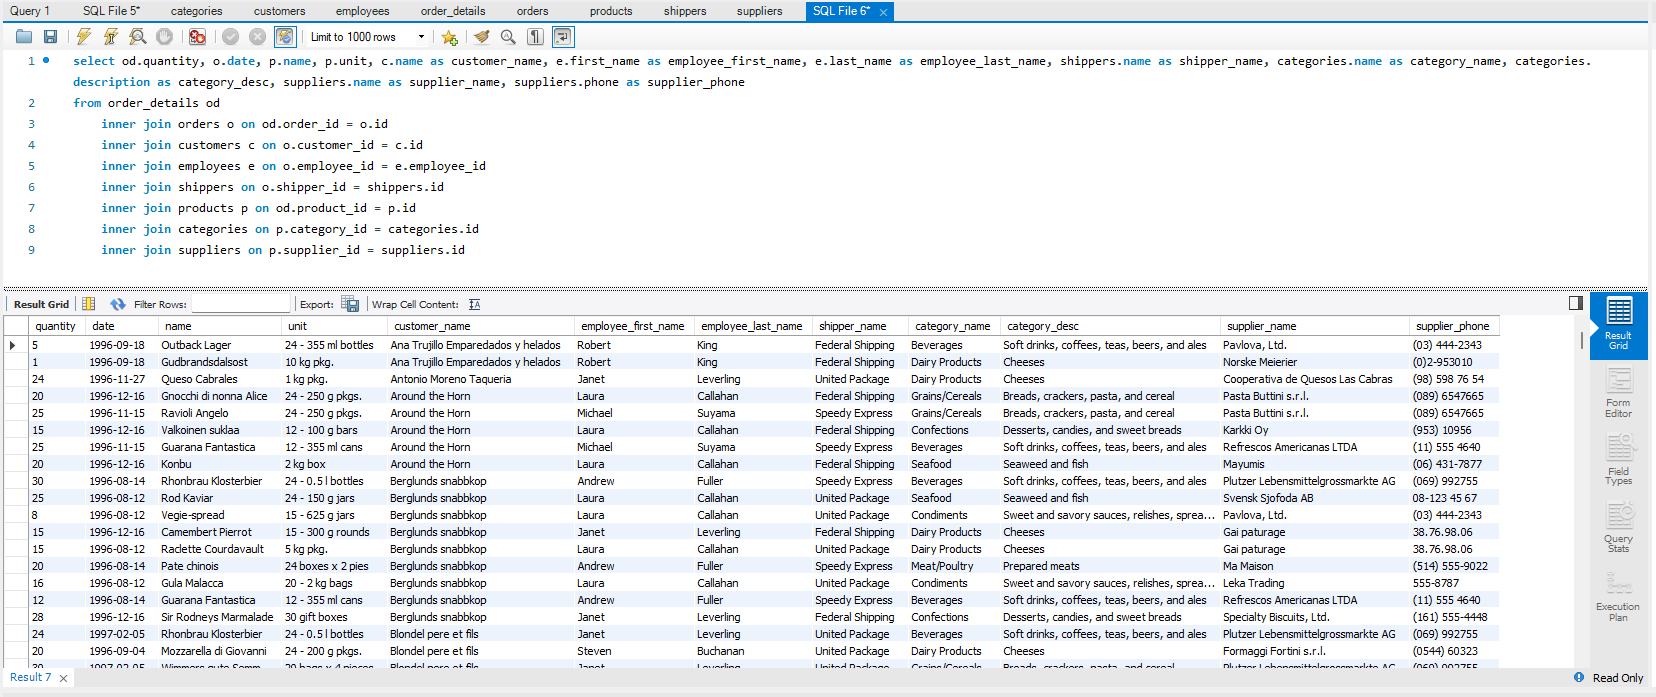 Query 1 SQL File 5* categories customers employees order_details orders products shippers suppliers SQL File 6*
Limit to 1000 rows
1 select od.quantity, o.date, p.name, p.unit, c.name as customer_name, e.first_name as employee_first_name, e.last_name as employee_last_name, shippers.name as shipper_name, categories.name as category_name, categories.
description as category_desc, suppliers.name as supplier_name, suppliers.phone as supplier_phone
2 from order_details od
3 inner join orders o on od.order_id = o.id
4 inner join customers c on o.customer_id = c.id
5 inner join employees e on o.employee_id = e.employee_id
6 inner join shippers on o.shipper_id = shippers.id
7 inner join products p on od.product_id = p.id
8 inner join categories on p.category_id = categories.id
9 inner join suppliers on p.supplier_id = suppliers.id
Result Grid Filter Rows: Export: Wrap Cell Content:
quantity date name unit customer_name employee_first_name employee_last_name shipper_name category_name category_desc supplier_name supplier_phone
5 1996-09-18 Outback Lager 24 - 355 ml bottles Ana Trujillo Emparedados y helados Robert King Federal Shipping Beverages Soft drinks, coffees, teas, beers, and ales Pavlova, Ltd. (03) 444-2343
1 1996-09-18 Gudbrandsdalsost 10 kg pkg. Ana Trujillo Emparedados y helados Robert King Federal Shipping Dairy Products Cheeses Norske Meierier (0)2-953010
24 1996-11-27 Queso Cabrales 1 kg pkg. Antonio Moreno Taqueria Janet Leverling United Package Dairy Products Cheeses Cooperativa de Quesos Las Cabras (98) 598 76 54
20 1996-12-16 Gnocchi di nonna Alice 24 - 250 g pkgs. Around the Horn Laura Callahan Federal Shipping Grains/Cereals Breads, crackers, pasta, and cereal Pasta Buttini s.r.l. (089) 6547665
25 1996-11-15 Ravioli Angelo 24 - 250 g pkgs. Around the Horn Michael Suyama Speedy Express Grains/Cereals Breads, crackers, pasta, and cereal Pasta Buttini s.r.l. (089) 6547665
15 1996-12-16 Valkoinen suklaa 12 - 100 g bars Around the Horn Laura Callahan Federal Shipping Confections Desserts, candies, and sweet breads Karkki Oy (953) 10956
25 1996-11-15 Guarana Fantastica 12 - 355 ml cans Around the Horn Michael Suyama Speedy Express Beverages Soft drinks, coffees, teas, beers, and ales Refrescos Americanas LTDA (11) 555 4640
20 1996-12-16 Konbu 2 kg box Around the Horn Laura Callahan Federal Shipping Seafood Seaweed and fish Mayumis (06) 431-7877
30 1996-08-14 Rhonbrau Klosterbier 24 - 0.5 l bottles Berglunds snabbkop Andrew Fuller Speedy Express Beverages Soft drinks, coffees, teas, beers, and ales Plutzer Lebensmittelgrossmarkte AG (069) 992755
25 1996-08-12 Rod Kaviar 24 - 150 g jars Berglunds snabbkop Laura Callahan United Package Seafood Seaweed and fish Svensk Sjofoda AB 08-123 45 67
8 1996-08-12 Vegie-spread 15 - 625 g jars Berglunds snabbkop Laura Callahan United Package Condiments Sweet and savory sauces, relishes, sprea... Pavlova, Ltd. (03) 444-2343
15 1996-12-16 Camembert Pierrot 15 - 300 g rounds Berglunds snabbkop Janet Leverling Federal Shipping Dairy Products Cheeses Gai paturage 38.76.98.06
15 1996-08-12 Raclette Courdavault 5 kg pkg. Berglunds snabbkop Laura Callahan United Package Dairy Products Cheeses Gai paturage 38.76.98.06
20 1996-08-14 Pate chinois 24 boxes x 2 pies Berglunds snabbkop Andrew Fuller Speedy Express Meat/Poultry Prepared meats Ma Maison (514) 555-9022
16 1996-08-12 Gula Malacca 20 - 2 kg bags Berglunds snabbkop Laura Callahan United Package Condiments Sweet and savory sauces, relishes, sprea... Leka Trading 555-8787
12 1996-08-14 Guarana Fantastica 12 - 355 ml cans Berglunds snabbkop Andrew Fuller Speedy Express Beverages Soft drinks, coffees, teas, beers, and ales Refrescos Americanas LTDA (11) 555 4640
28 1996-12-16 Sir Rodneys Marmalade 30 gift boxes Berglunds snabbkop Janet Leverling Federal Shipping Confections Desserts, candies, and sweet breads Specialty Biscuits, Ltd. (161) 555-4448
24 1997-02-05 Rhonbrau Klosterbier 24 - 0.5 l bottles Blondel pere et fils Janet Leverling United Package Beverages Soft drinks, coffees, teas, beers, and ales Plutzer Lebensmittelgrossmarkte AG (069) 992755
20 1996-09-04 Mozzarella di Giovanni 24 - 200 g pkgs. Blondel pere et fils Steven Buchanan United Package Dairy Products Cheeses Formaggi Fortini s.r.l. (0544) 60323
Result
Grid
Form
Editor
Field
Types
Query
Stats
Execution
Plan
Result 7 Read Only